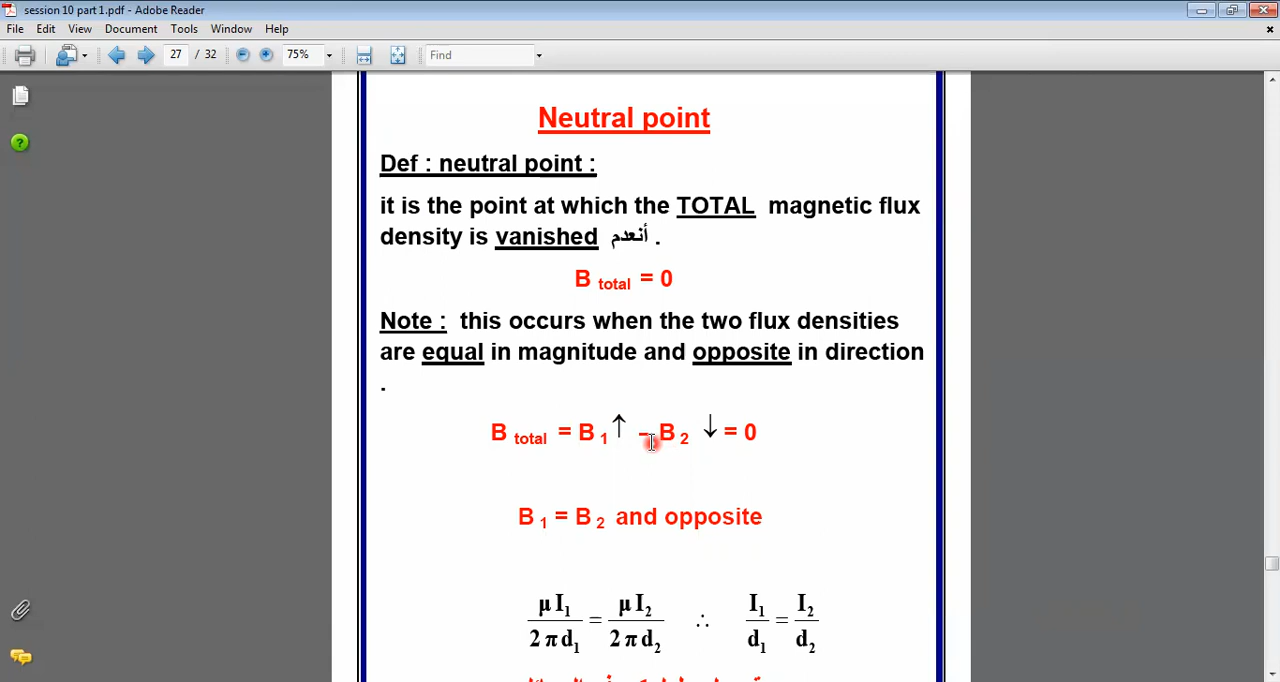 session 10 part 1.pdf - Adobe Reader
File Edit View Document Tools Window Help
27 / 32 75% Find
Neutral point
Def : neutral point :
it is the point at which the TOTAL magnetic flux
density is vanished أنعدم .
B total = 0
Note : this occurs when the two flux densities
are equal in magnitude and opposite in direction
.
B total = B 1 ↑ – B 2 ↓ = 0
B 1 = B 2 and opposite
μ I1 / 2 π d1 = μ I2 / 2 π d2 ∴ I1 / d1 = I2 / d2